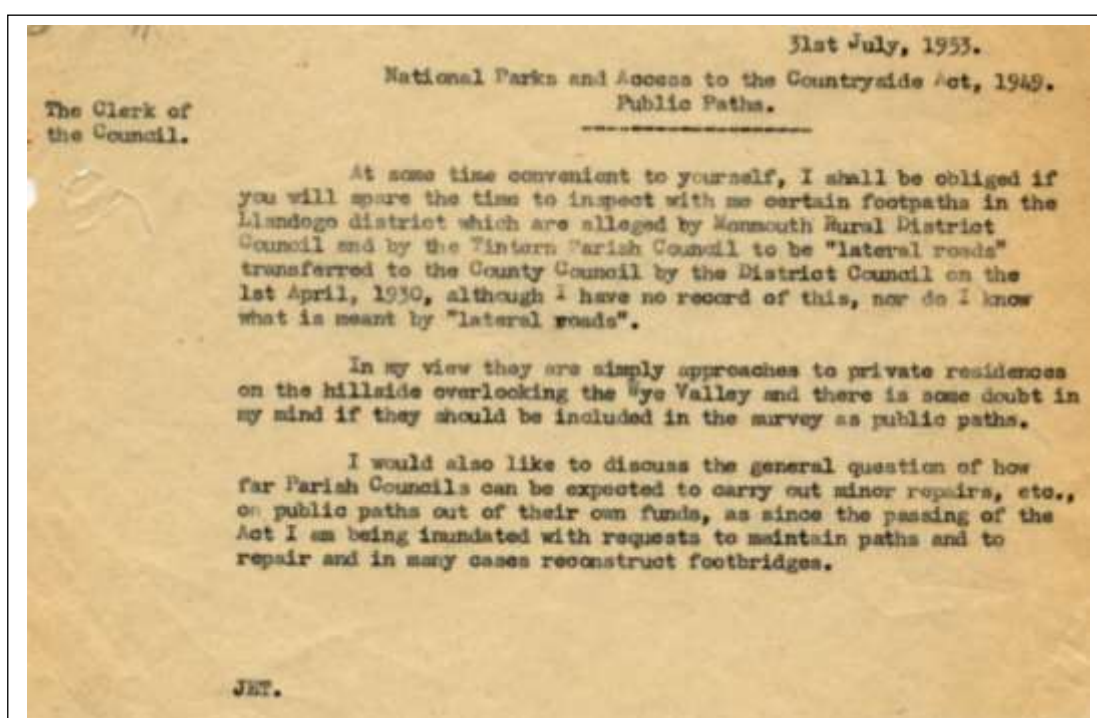 31st July, 1953.
National Parks and Access to the Countryside Act, 1949.
Public Paths.
The Clerk of
the Council.
At some time convenient to yourself, I shall be obliged if
you will spare the time to inspect with me certain footpaths in the
Llandogo district which are alleged by Monmouth Rural District
Council and by the Tintern Parish Council to be "lateral roads"
transferred to the County Council by the District Council on the
1st April, 1930, although I have no record of this, nor do I know
what is meant by "lateral roads".
In my view they are simply approaches to private residences
on the hillside overlooking the Wye Valley and there is some doubt in
my mind if they should be included in the survey as public paths.
I would also like to discuss the general question of how
far Parish Councils can be expected to carry out minor repairs, etc.,
on public paths out of their own funds, as since the passing of the
Act I am being inundated with requests to maintain paths and to
repair and in many cases reconstruct footbridges.
JET.